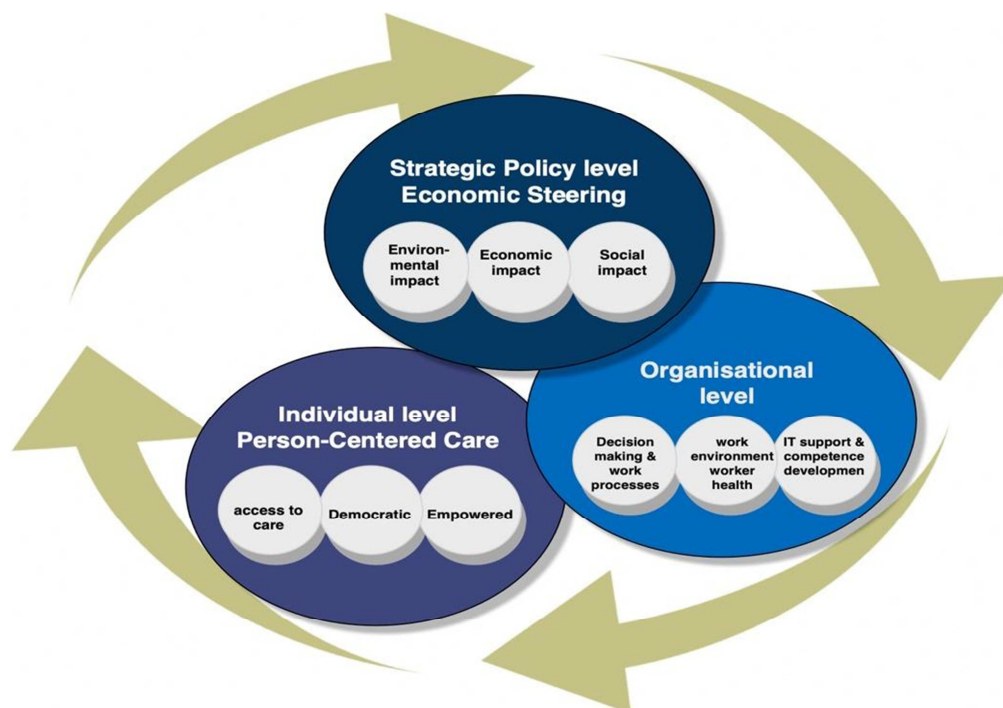 Strategic Policy level
Economic Steering
Environ-
mental
impact
Economic
impact
Social
impact
Organisational
level
Decision
making &
work
processes
work
environment
worker
health
IT support &
competence
developmen
Individual level
Person-Centered Care
access to
care
Democratic
Empowered